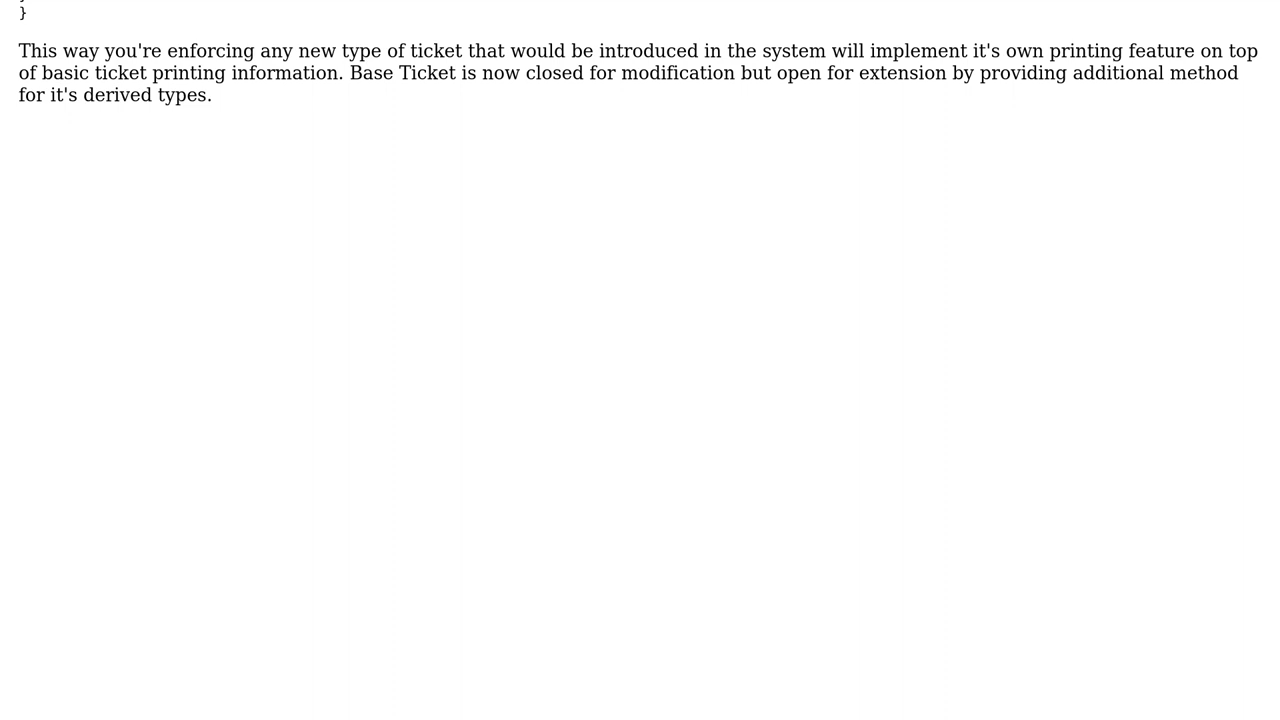 }
This way you're enforcing any new type of ticket that would be introduced in the system will implement it's own printing feature on top
of basic ticket printing information. Base Ticket is now closed for modification but open for extension by providing additional method
for it's derived types.